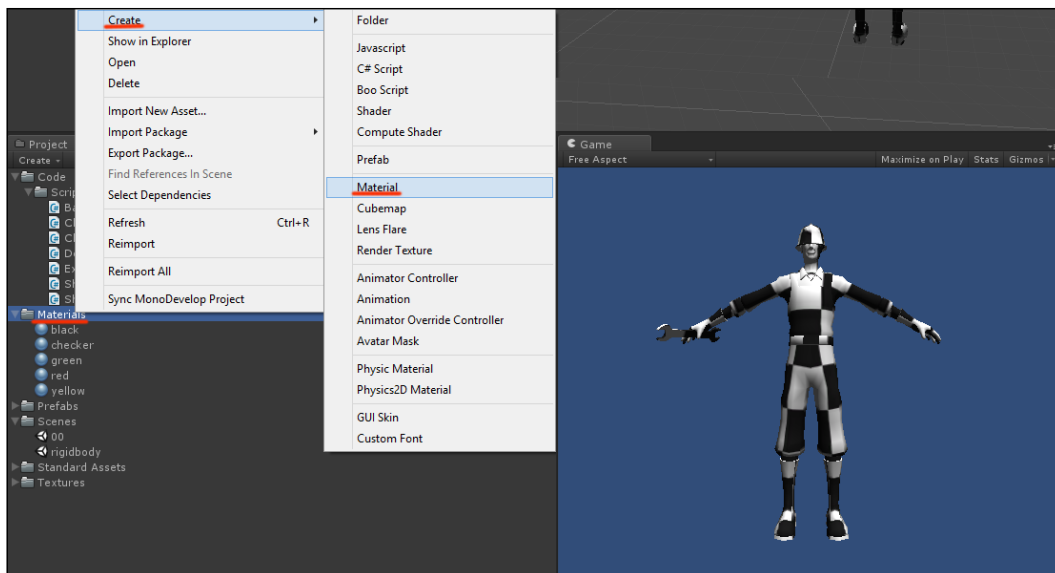 Create
Show in Explorer
Open
Delete
Import New Asset...
Import Package
Export Package...
Find References In Scene
Select Dependencies
Refresh Ctrl+R
Reimport
Reimport All
Sync MonoDevelop Project
Folder
Javascript
C# Script
Boo Script
Shader
Compute Shader
Prefab
Material
Cubemap
Lens Flare
Render Texture
Animator Controller
Animation
Animator Override Controller
Avatar Mask
Physic Material
Physics2D Material
GUI Skin
Custom Font
Project
Create
Code
Materials
black
checker
green
red
yellow
Prefabs
Scenes
00
rigidbody
Standard Assets
Textures
Game
Free Aspect Maximize on Play Stats Gizmos